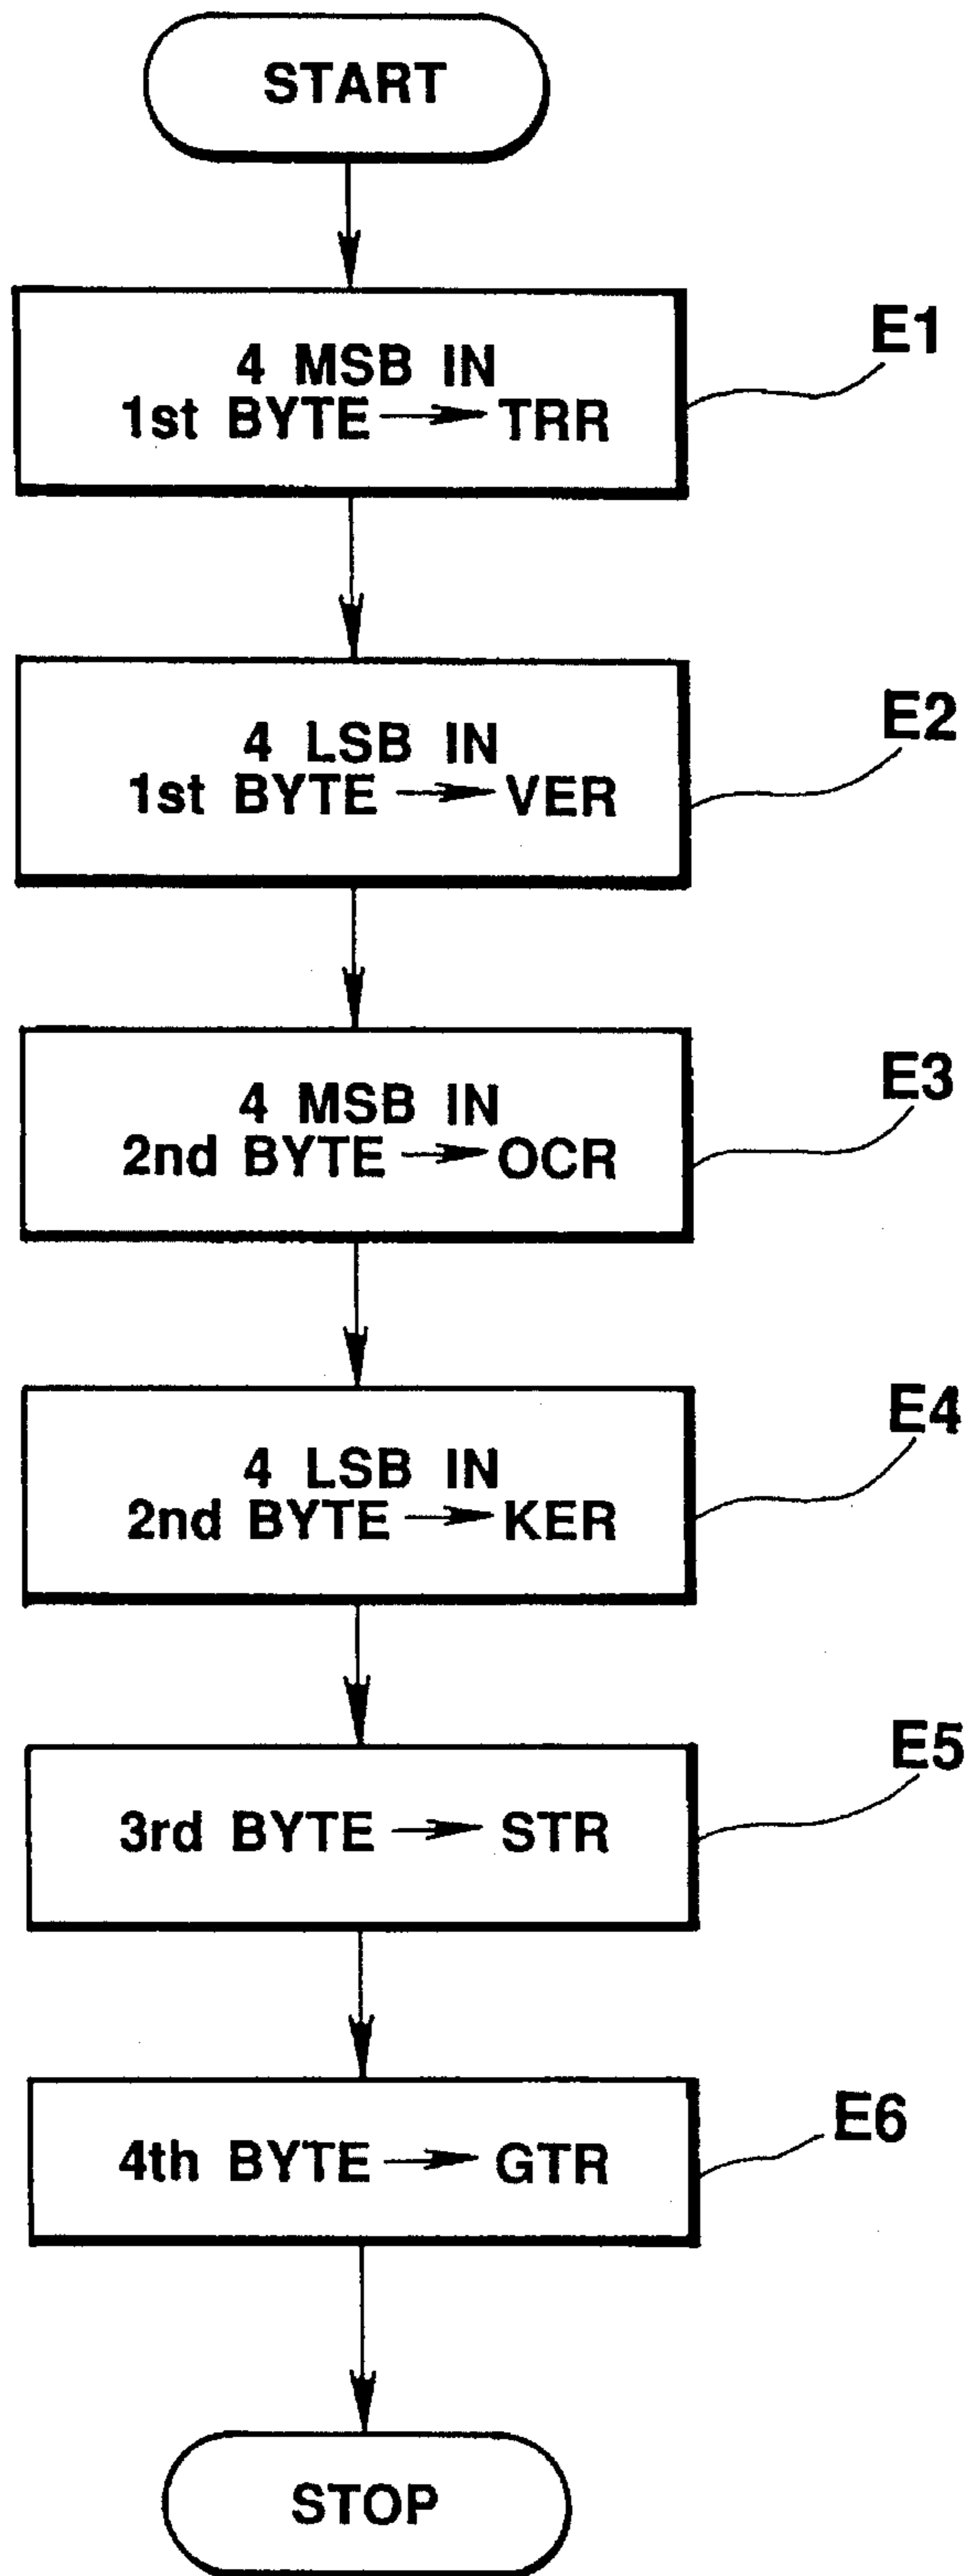 START
4 MSB IN
1st BYTE → TRR
E1
4 LSB IN
1st BYTE → VER
E2
4 MSB IN
2nd BYTE → OCR
E3
4 LSB IN
2nd BYTE → KER
E4
3rd BYTE → STR
E5
4th BYTE → GTR
E6
STOP